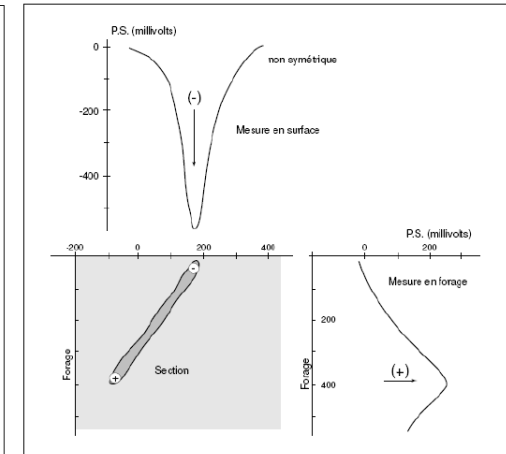 P.S. (millivolts)
0
non symétrique
(-)
-200
Mesure en surface
-400
P.S. (millivolts)
-200 0 200 400
0 200
-
Mesure en forage
200
Forage
Section
Forage
(+)
400
+